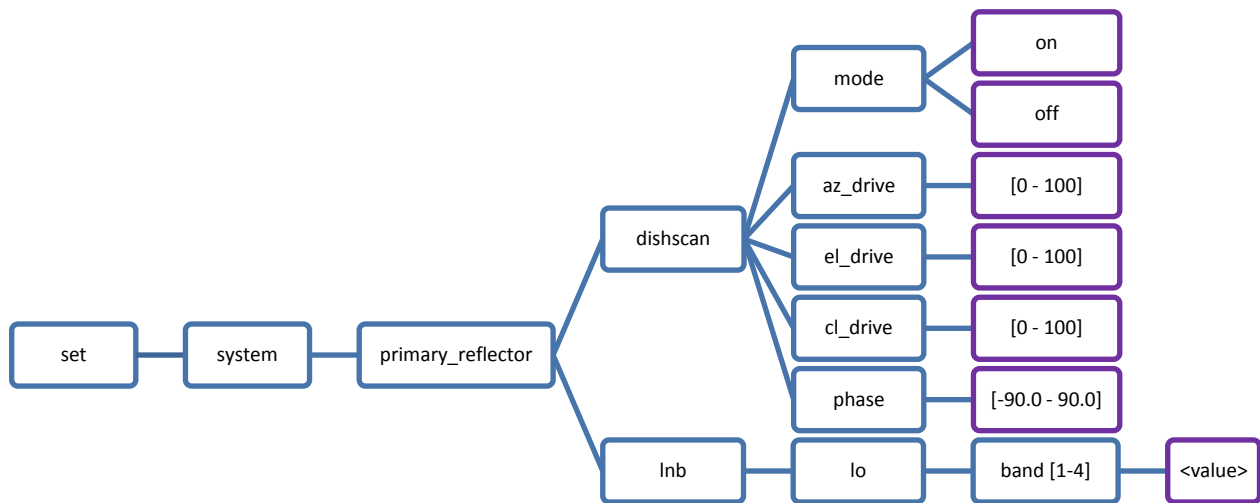 set
system
primary_reflector
dishscan
mode
on
off
az_drive
[0 - 100]
el_drive
[0 - 100]
cl_drive
[0 - 100]
phase
[-90.0 - 90.0]
lnb
lo
band [1-4]
<value>